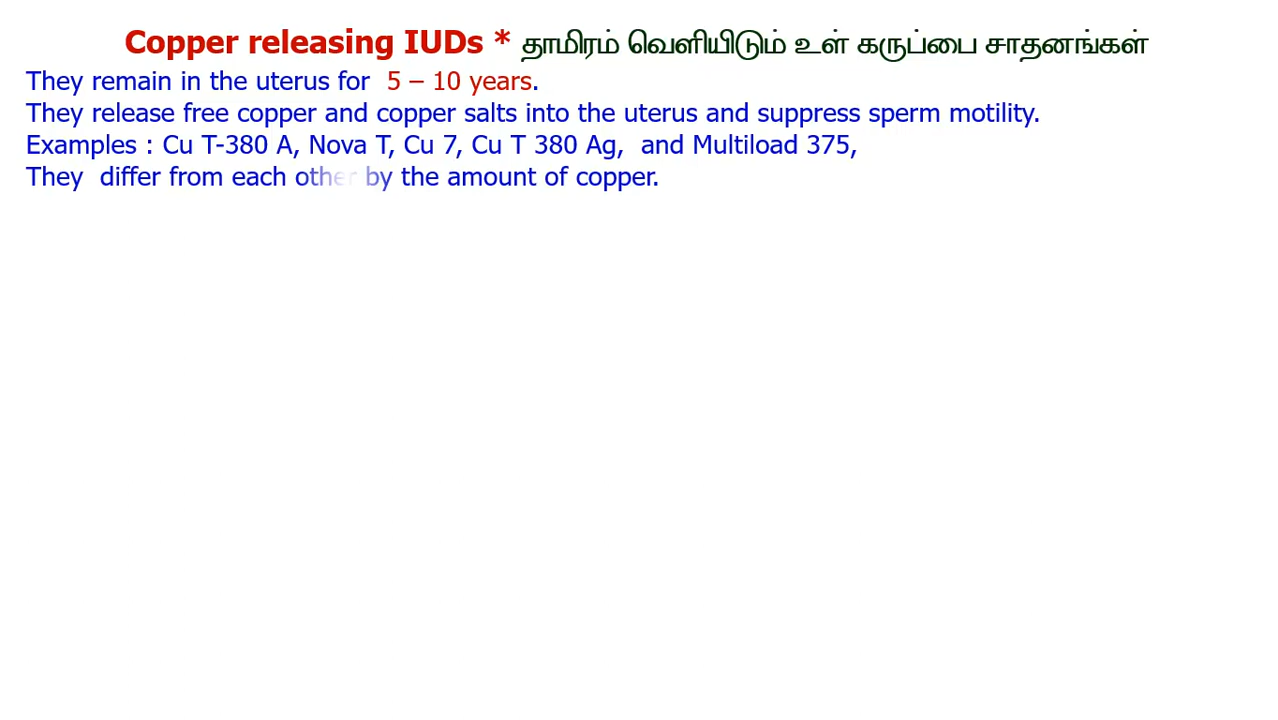 Copper releasing IUDs * தாமிரம் வெளியிடும் உள் கருப்பை சாதனங்கள்
They remain in the uterus for 5 – 10 years.
They release free copper and copper salts into the uterus and suppress sperm motility.
Examples : Cu T-380 A, Nova T, Cu 7, Cu T 380 Ag, and Multiload 375,
They differ from each other by the amount of copper.